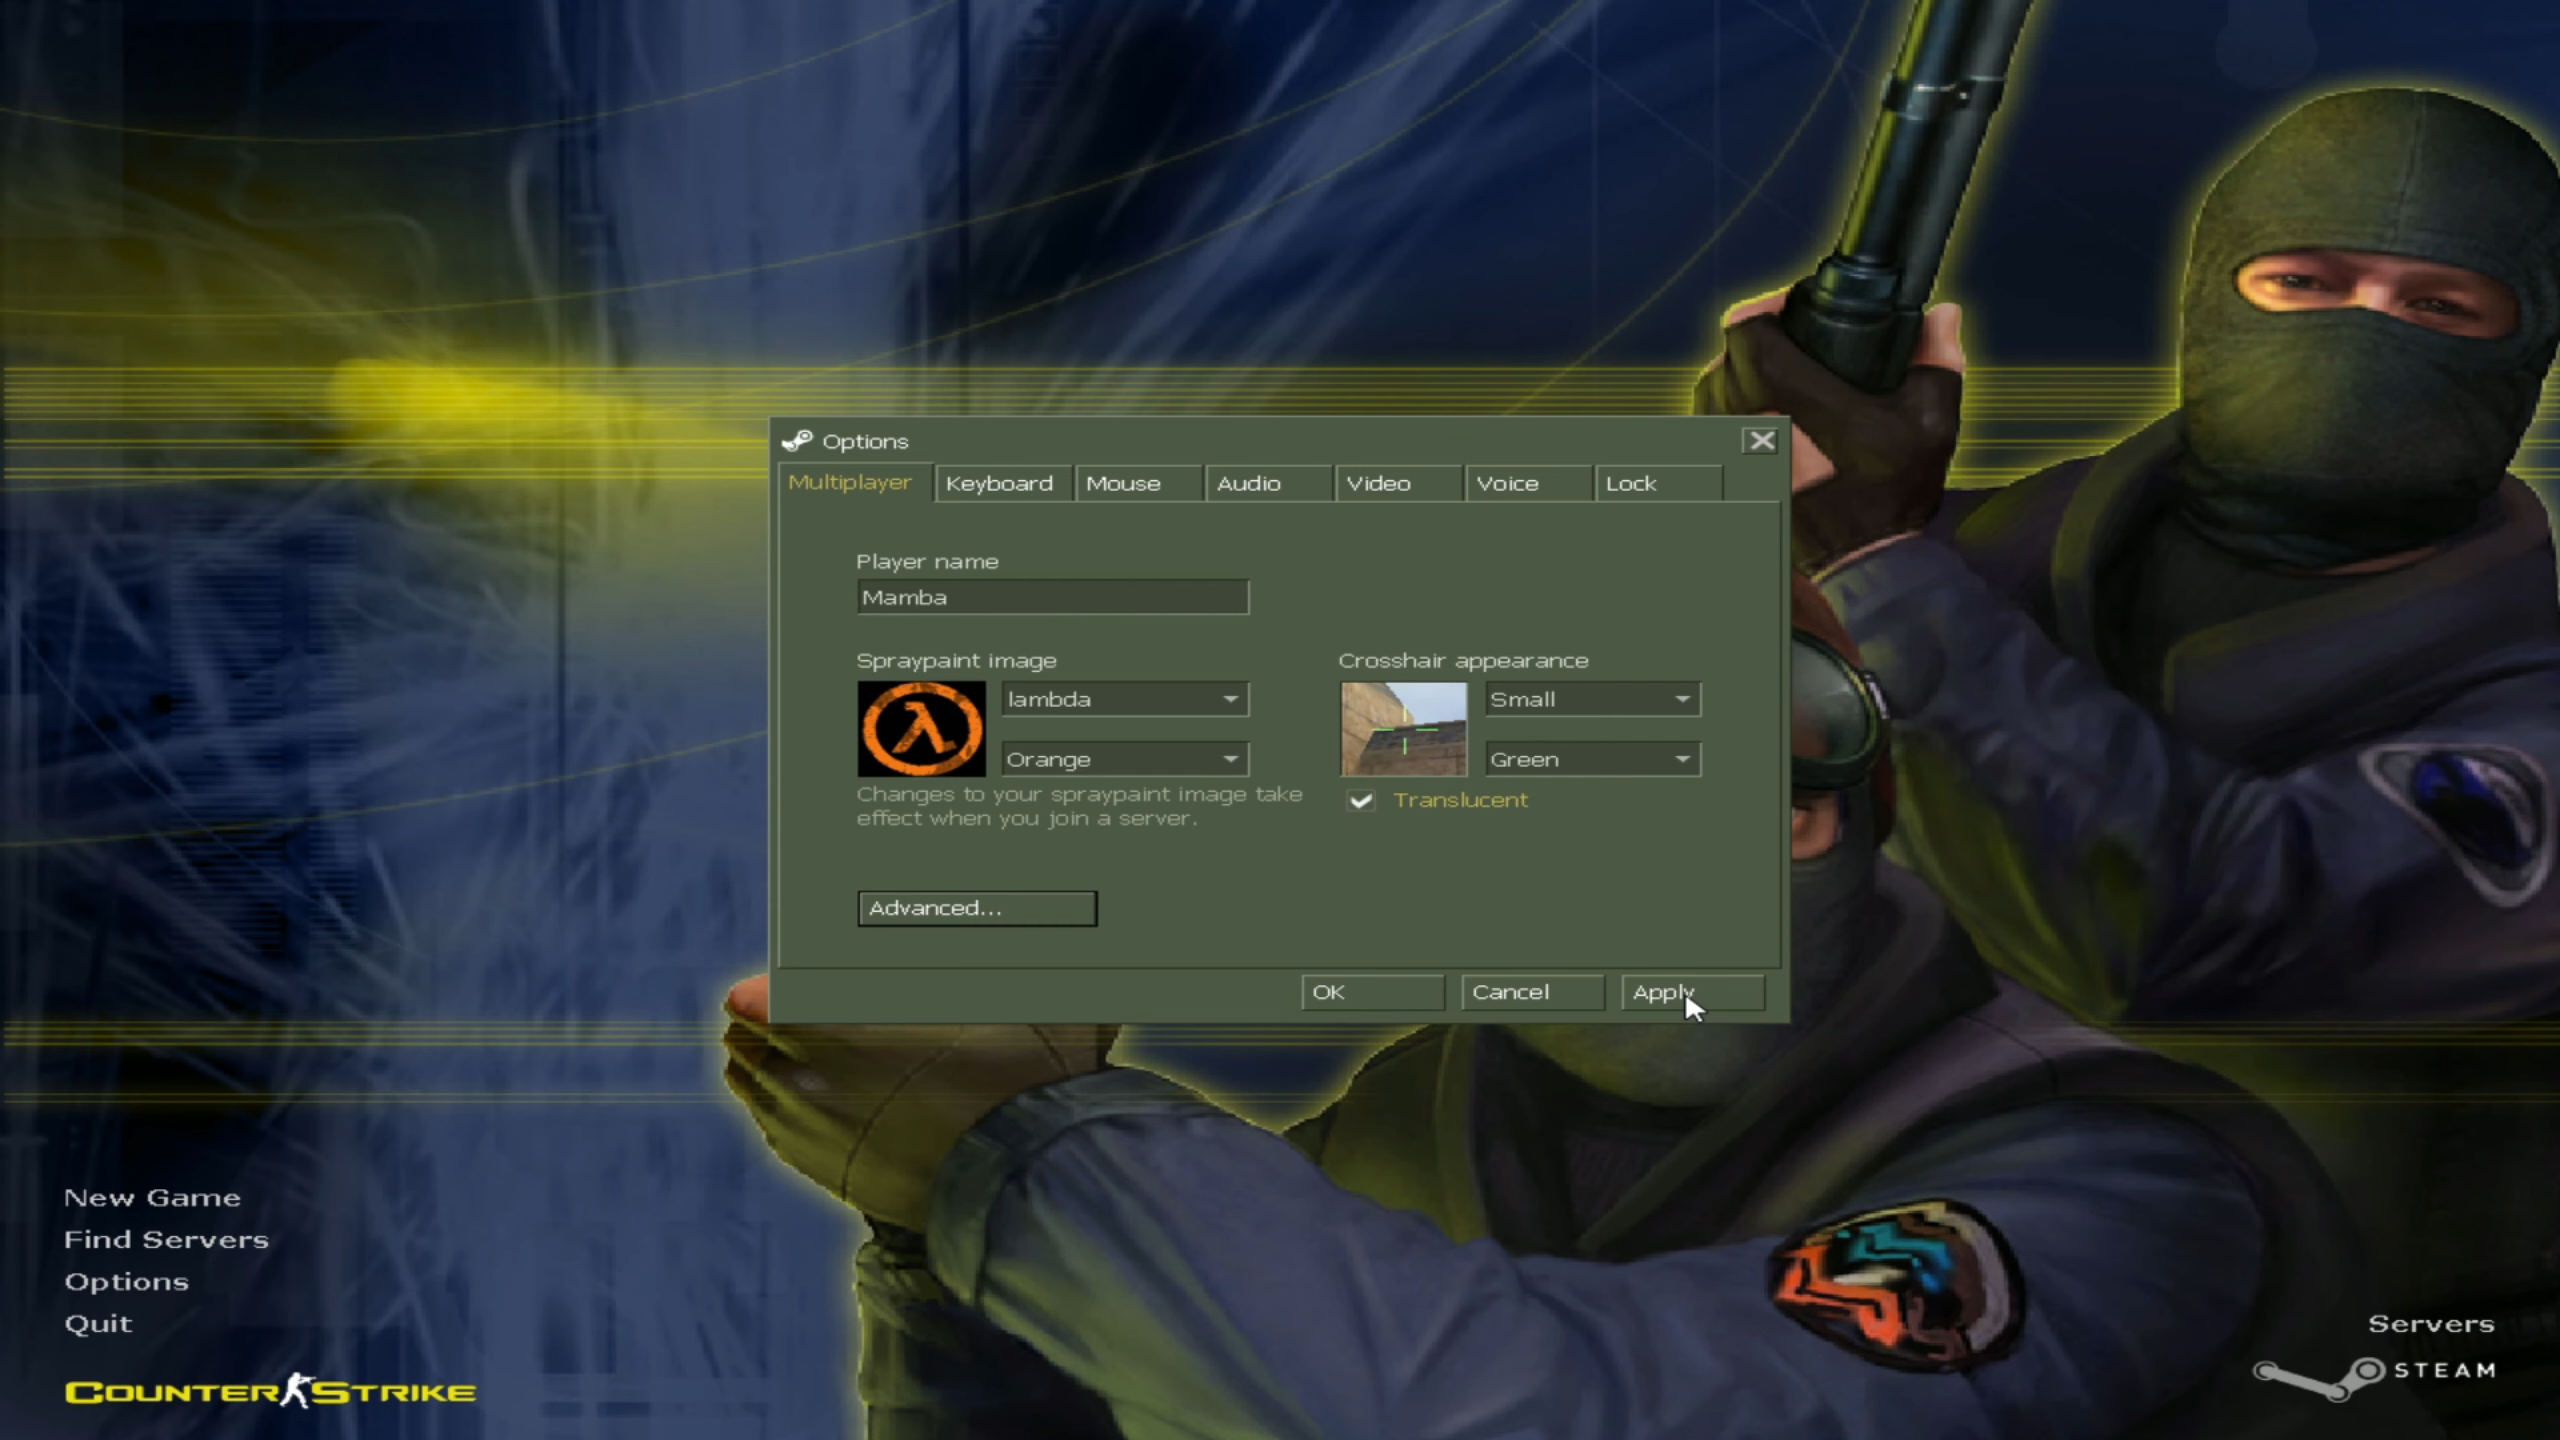 Options
Multiplayer Keyboard Mouse Audio Video Voice Lock
Player name
Mamba
Spraypaint image Crosshair appearance
lambda Small
Orange Green
Changes to your spraypaint image take
effect when you join a server.
Translucent
Advanced...
OK Cancel Apply
New Game
Find Servers
Options
Quit
Servers
COUNTER STRIKE
STEAM